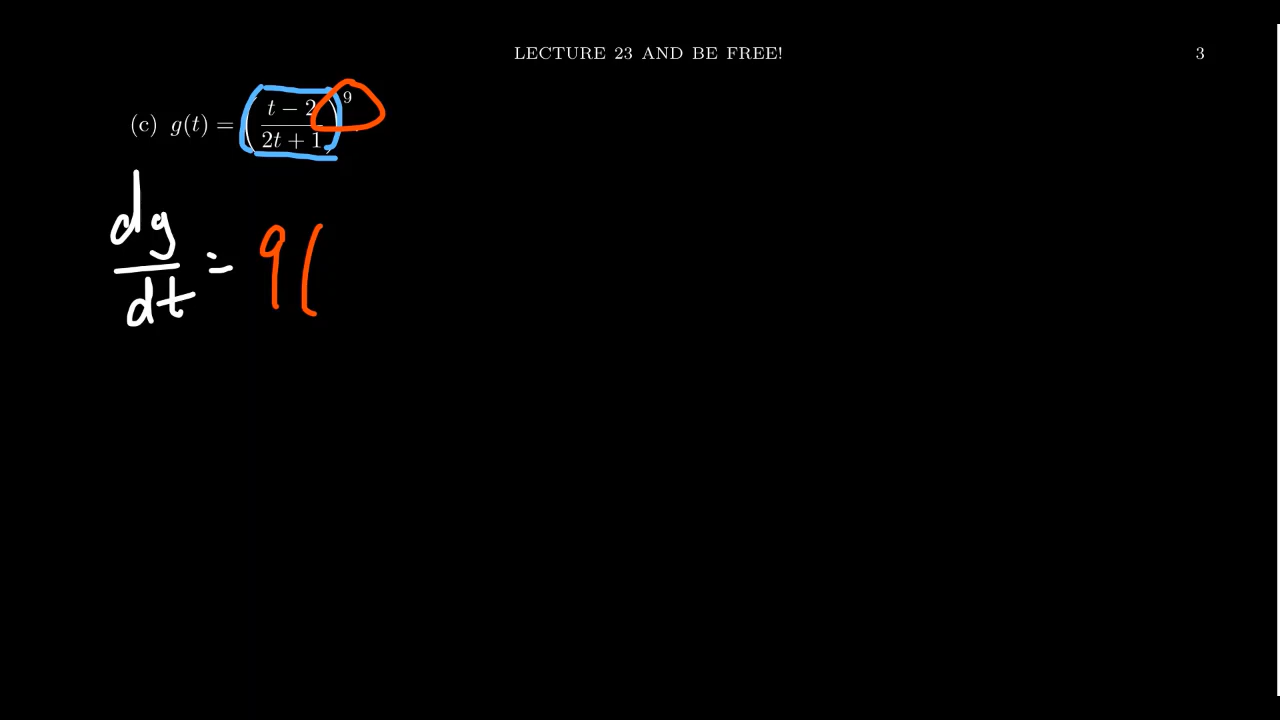 LECTURE 23 AND BE FREE! 3
(c) g(t) = ( (t − 2)/(2t + 1) )^9
dg/dt = 9(